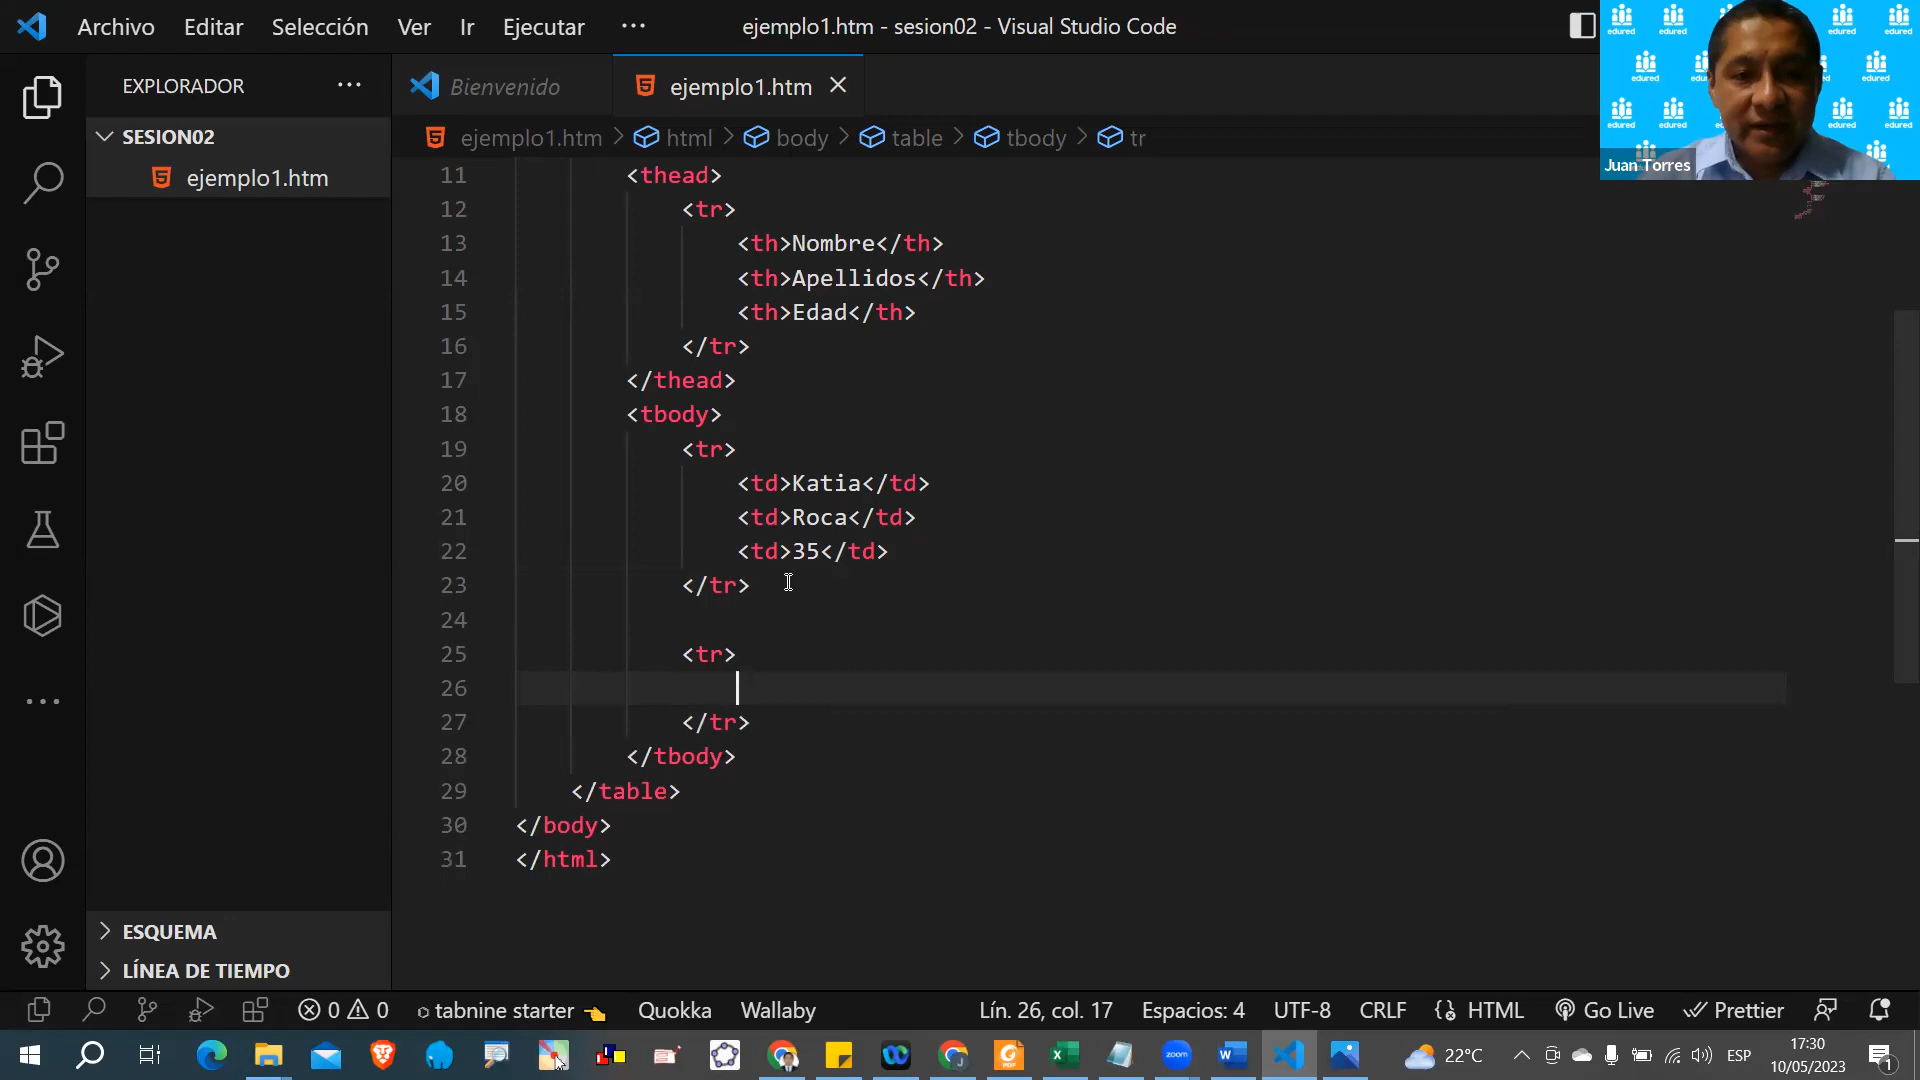 Archivo Editar Selección Ver Ir Ejecutar ··· ejemplo1.htm - sesion02 - Visual Studio Code
EXPLORADOR ···
Bienvenido
ejemplo1.htm
SESION02
ejemplo1.htm
ejemplo1.htm > html > body > table > tbody > tr
11 <thead>
12 <tr>
13 <th>Nombre</th>
14 <th>Apellidos</th>
15 <th>Edad</th>
16 </tr>
17 </thead>
18 <tbody>
19 <tr>
20 <td>Katia</td>
21 <td>Roca</td>
22 <td>35</td>
23 </tr>
24
25 <tr>
26
27 </tr>
28 </tbody>
29 </table>
30 </body>
31 </html>
edured
Juan Torres
ESQUEMA
LÍNEA DE TIEMPO
0 0 tabnine starter Quokka Wallaby Lín. 26, col. 17 Espacios: 4 UTF-8 CRLF HTML Go Live Prettier
zoom
22°C ESP 17:30
10/05/2023 1